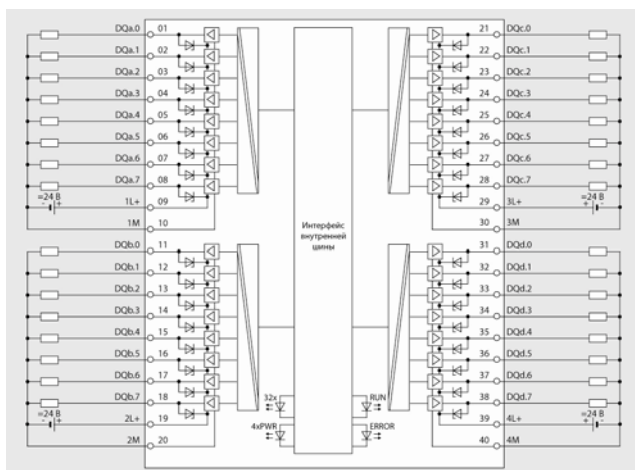 DQa.0 01 21 DQc.0
DQa.1 02 22 DQc.1
DQa.2 03 23 DQc.2
DQa.3 04 24 DQc.3
DQa.4 05 25 DQc.4
DQa.5 06 26 DQc.5
DQa.6 07 27 DQc.6
DQa.7 08 28 DQc.7
=24 В =24 В
- + 1L+ 09 29 3L+ - +
1M 10 30 3M
Интерфейс
внутренней
шины
DQb.0 11 31 DQd.0
DQb.1 12 32 DQd.1
DQb.2 13 33 DQd.2
DQb.3 14 34 DQd.3
DQb.4 15 35 DQd.4
DQb.5 16 36 DQd.5
DQb.6 17 37 DQd.6
DQb.7 18 32x RUN 38 DQd.7
=24 В =24 В
- + 2L+ 19 39 4L+ - +
4xPWR ERROR
2M 20 40 4M